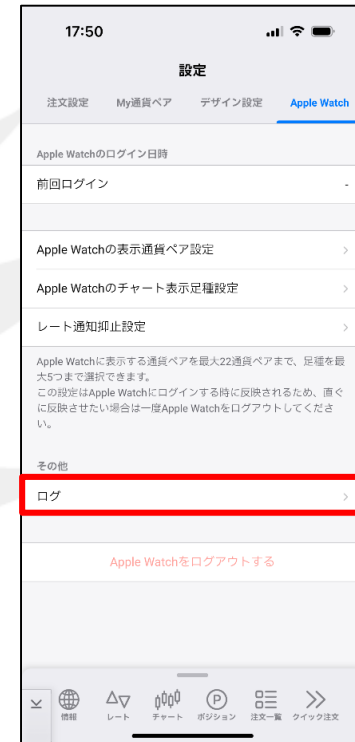 17:50
設定
注文設定 My通貨ペア デザイン設定 Apple Watch
Apple Watchのログイン日時
前回ログイン -
Apple Watchの表示通貨ペア設定
Apple Watchのチャート表示足種設定
レート通知抑止設定
Apple Watchに表示する通貨ペアを最大22通貨ペアまで、足種を最
大5つまで選択できます。
この設定はApple Watchにログインする時に反映されるため、直ぐ
に反映させたい場合は一度Apple Watchをログアウトしてくださ
い。
その他
ログ
Apple Watchをログアウトする
情報 レート チャート ポジション 注文一覧 クイック注文